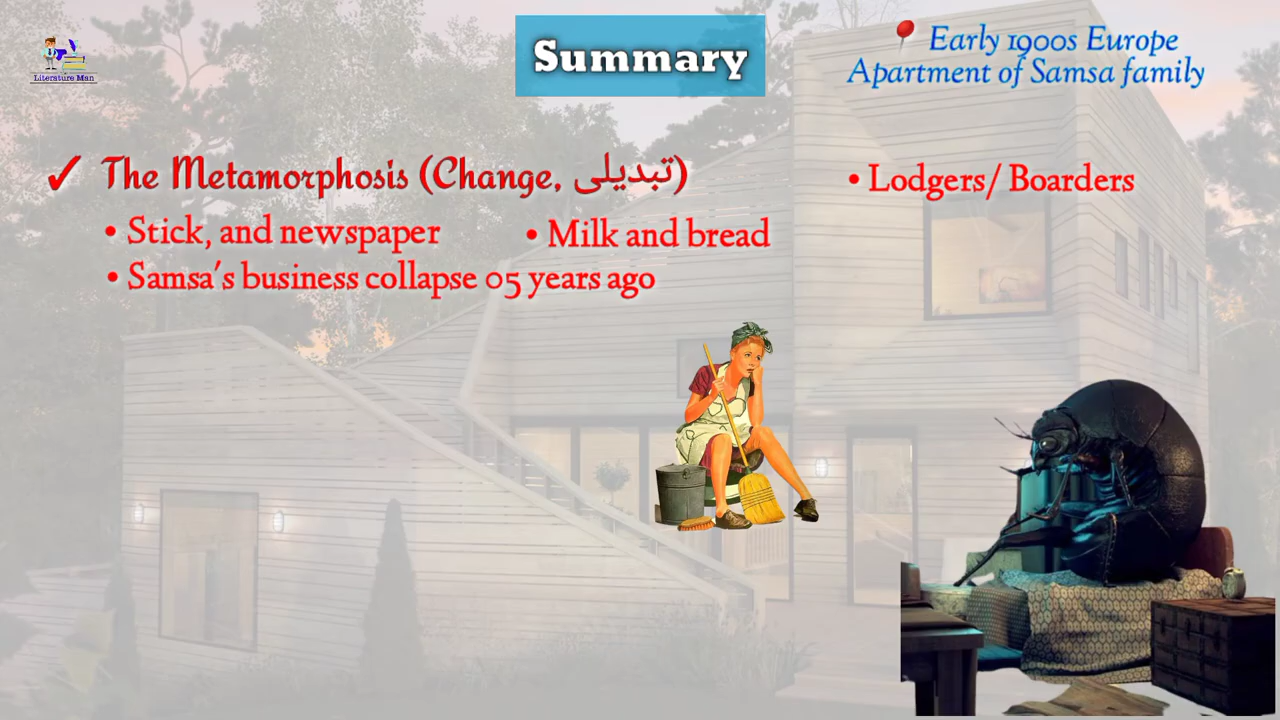 Literature Man
Summary
Early 1900s Europe
Apartment of Samsa family
✓ The Metamorphosis (Change, تبدیلی)
• Stick, and newspaper
• Milk and bread
• Samsa's business collapse 05 years ago
• Lodgers/ Boarders